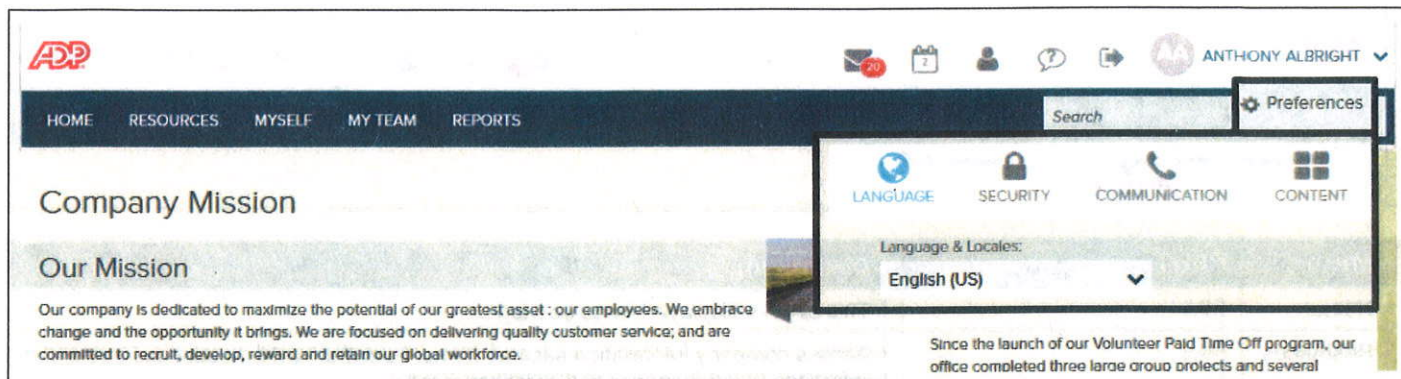 ADP
20
2
?
ANTHONY ALBRIGHT
HOME RESOURCES MYSELF MY TEAM REPORTS
Search
Preferences
LANGUAGE SECURITY COMMUNICATION CONTENT
Language & Locales:
English (US)
Company Mission
Our Mission
Our company is dedicated to maximize the potential of our greatest asset : our employees. We embrace
change and the opportunity it brings. We are focused on delivering quality customer service; and are
committed to recruit, develop, reward and retain our global workforce.
Since the launch of our Volunteer Paid Time Off program, our
office completed three large group projects and several